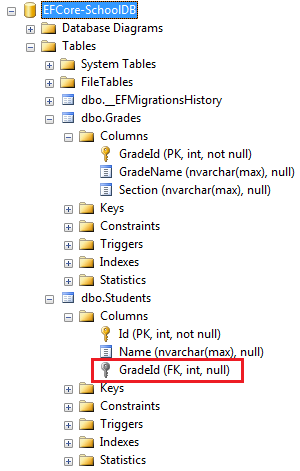 EFCore-SchoolDB
Database Diagrams
Tables
System Tables
FileTables
dbo.__EFMigrationsHistory
dbo.Grades
Columns
GradeId (PK, int, not null)
GradeName (nvarchar(max), null)
Section (nvarchar(max), null)
Keys
Constraints
Triggers
Indexes
Statistics
dbo.Students
Columns
Id (PK, int, not null)
Name (nvarchar(max), null)
GradeId (FK, int, null)
Keys
Constraints
Triggers
Indexes
Statistics